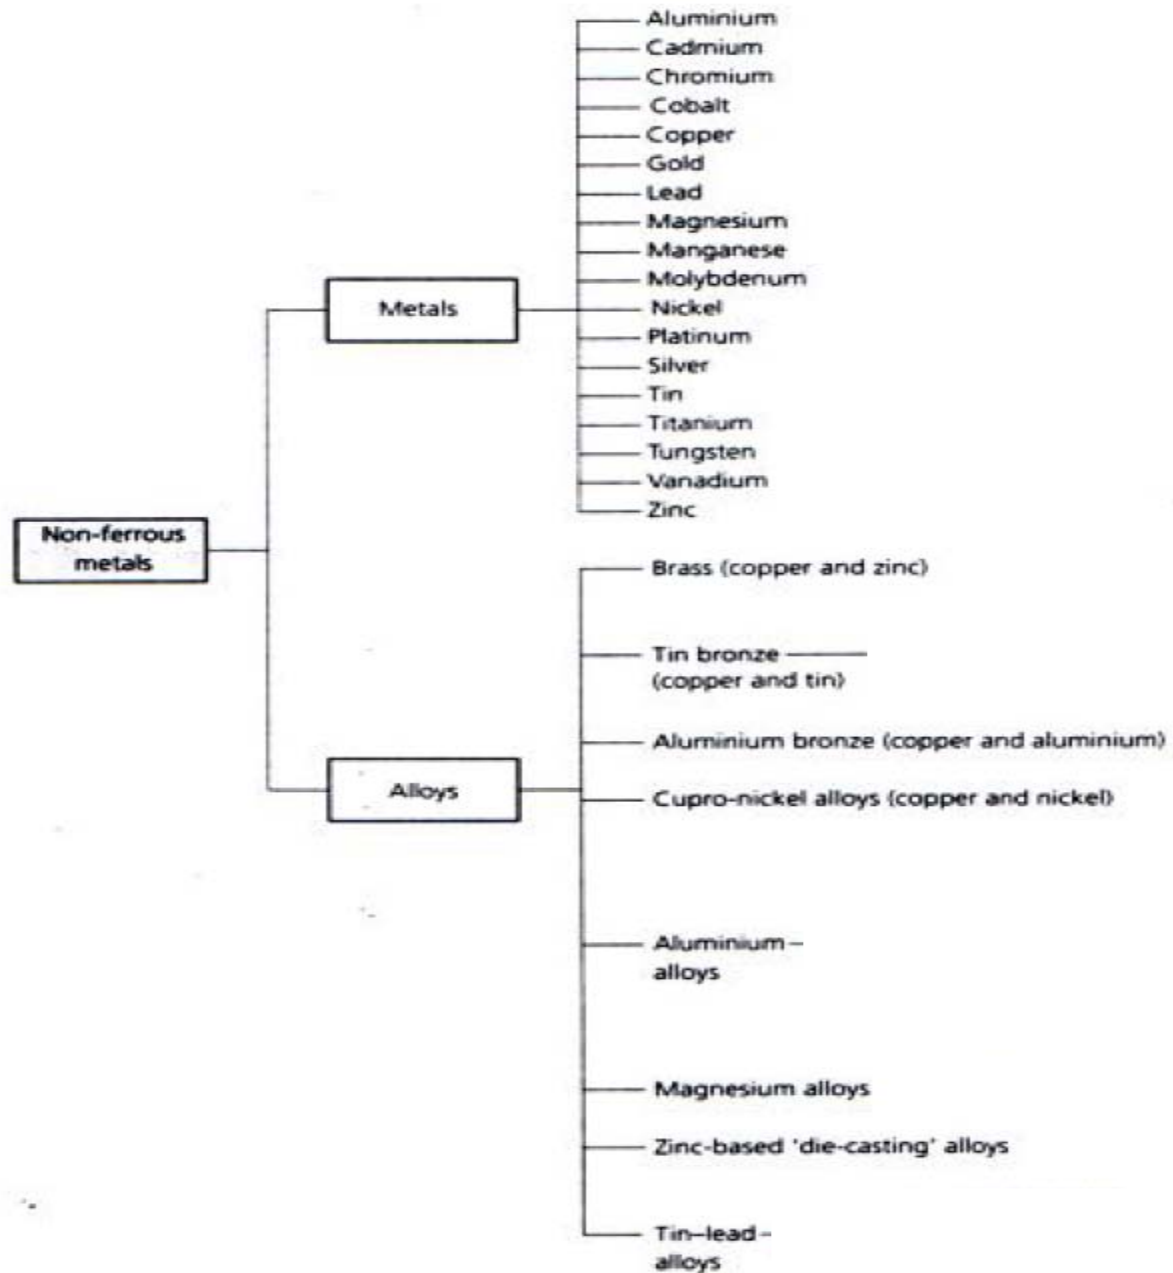 Aluminium
Cadmium
Chromium
Cobalt
Copper
Gold
Lead
Magnesium
Manganese
Molybdenum
Metals
Nickel
Platinum
Silver
Tin
Titanium
Tungsten
Vanadium
Zinc
Non-ferrous
metals
Brass (copper and zinc)
Tin bronze
(copper and tin)
Aluminium bronze (copper and aluminium)
Alloys
Cupro-nickel alloys (copper and nickel)
Aluminium–
alloys
Magnesium alloys
Zinc-based 'die-casting' alloys
Tin–lead–
alloys